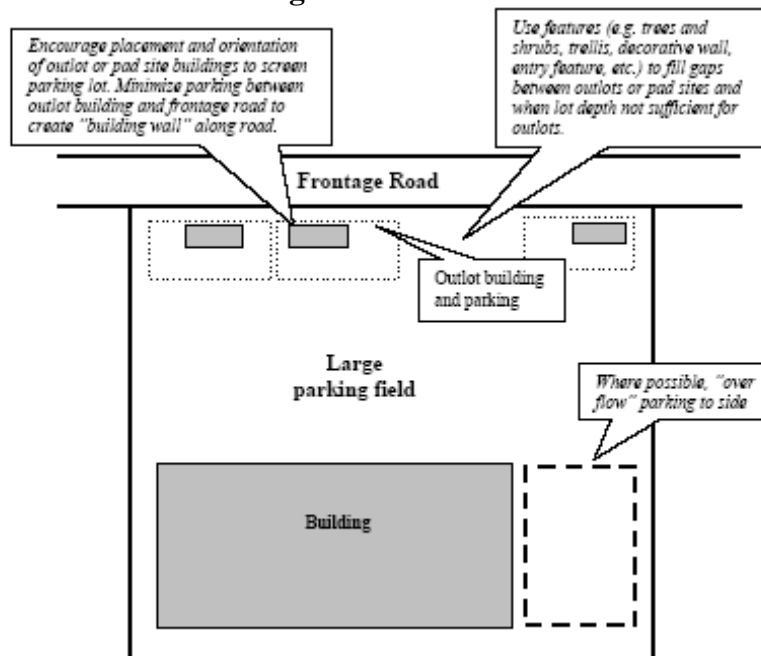 Encourage placement and orientation
of outlot or pad site buildings to screen
parking lot. Minimize parking between
outlot building and frontage road to
create "building wall" along road.
Use features (e.g. trees and
shrubs, trellis, decorative wall,
entry feature, etc.) to fill gaps
between outlots or pad sites and
when lot depth not sufficient for
outlots.
Frontage Road
Outlot building
and parking
Large
parking field
Where possible, "over
flow" parking to side
Building